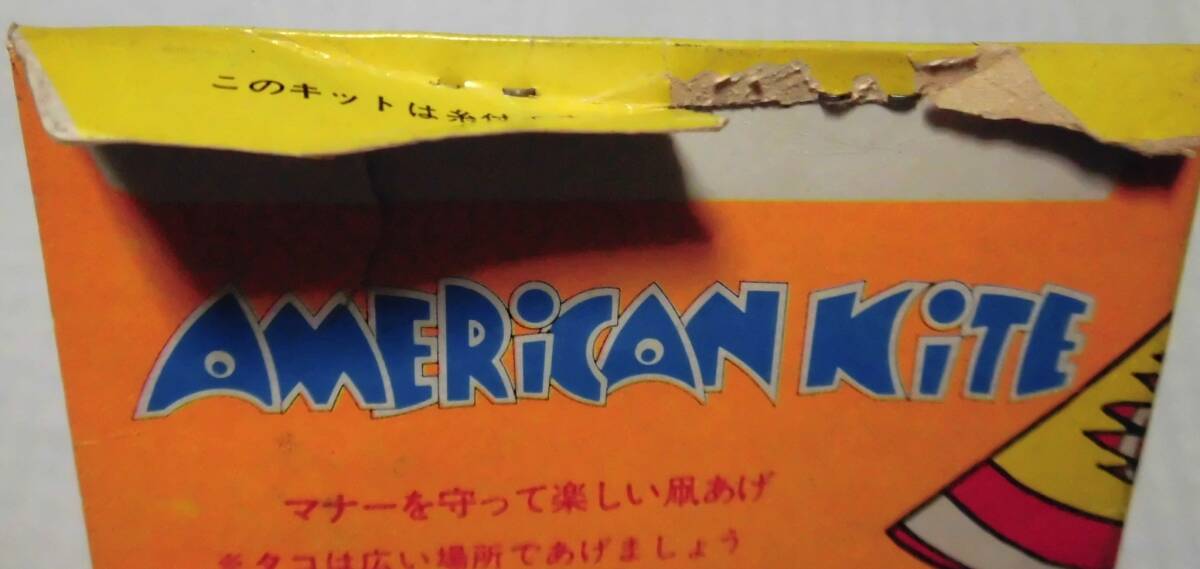 このキットは糸付
AMERiCAN KiTE
マナーを守って楽しい凧あげ
※タコは広い場所であげましょう